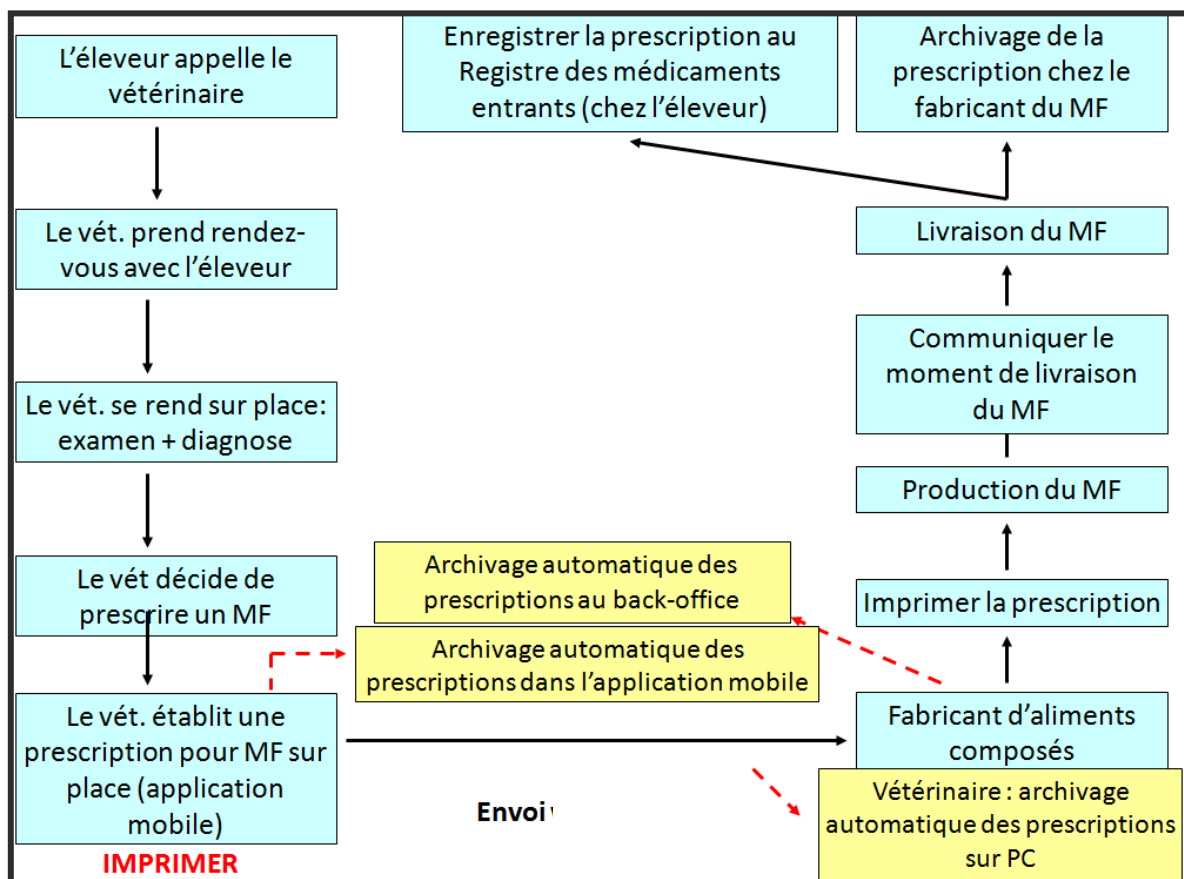 L’éleveur appelle le
vétérinaire
Le vét. prend rendez-
vous avec l’éleveur
Le vét. se rend sur place:
examen + diagnose
Le vét décide de
prescrire un MF
Le vét. établit une
prescription pour MF sur
place (application
mobile)
IMPRIMER
Archivage automatique des
prescriptions au back-office
Archivage automatique des
prescriptions dans l’application mobile
Envoi
Fabricant d’aliments
composés
Vétérinaire : archivage
automatique des prescriptions
sur PC
Imprimer la prescription
Production du MF
Communiquer le
moment de livraison
du MF
Livraison du MF
Enregistrer la prescription au
Registre des médicaments
entrants (chez l’éleveur)
Archivage de la
prescription chez le
fabricant du MF